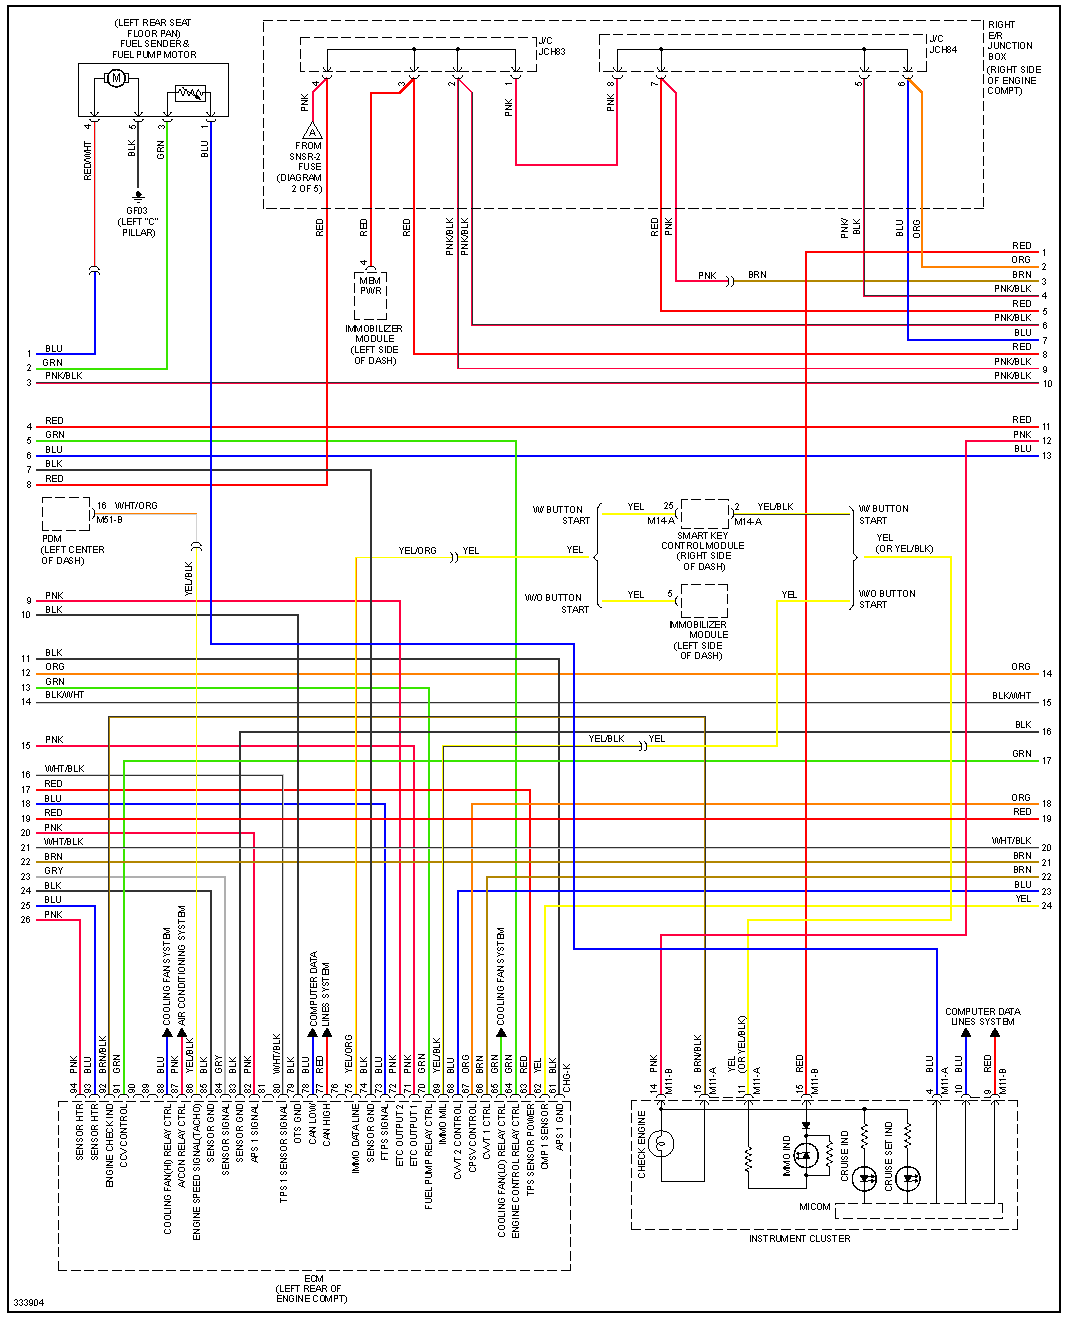 (LEFT REAR SEAT
FLOOR PAN)
FUEL SENDER &
FUEL PUMP MOTOR
M
4
5
3
1
RED/WHT
BLK
GRN
BLU
GF03
(LEFT "C"
PILLAR)
J/C
JCH83
J/C
JCH84
RIGHT
E/R
JUNCTION
BOX
(RIGHT SIDE
OF ENGINE
COMPT)
4
3
2
1
8
7
5
6
PNK
PNK
PNK
A
FROM
SNSR-2
FUSE
(DIAGRAM
2 OF 5)
RED
RED
RED
PNK/BLK
PNK/BLK
RED
PNK
PNK/
BLK
BLU
ORG
4
MEM
PWR
IMMOBILIZER
MODULE
(LEFT SIDE
OF DASH)
PNK
BRN
RED 1
ORG 2
BRN 3
PNK/BLK 4
RED 5
PNK/BLK 6
BLU 7
RED 8
PNK/BLK 9
PNK/BLK 10
RED 11
PNK 12
BLU 13
1 BLU
2 GRN
3 PNK/BLK
4 RED
5 GRN
6 BLU
7 BLK
8 RED
16 WHT/ORG
M51-B
PDM
(LEFT CENTER
OF DASH)
YEL/BLK
YEL/ORG
YEL
YEL
W/ BUTTON
START
YEL
25
M14-A
2
M14-A
YEL/BLK
SMART KEY
CONTROL MODULE
(RIGHT SIDE
OF DASH)
W/ BUTTON
START
YEL
(OR YEL/BLK)
W/O BUTTON
START
YEL
5
IMMOBILIZER
MODULE
(LEFT SIDE
OF DASH)
YEL
W/O BUTTON
START
9 PNK
10 BLK
11 BLK
12 ORG
13 GRN
14 BLK/WHT
15 PNK
16 WHT/BLK
17 RED
18 BLU
19 RED
20 PNK
21 WHT/BLK
22 BRN
23 GRY
24 BLK
25 BLU
26 PNK
YEL/BLK
YEL
ORG 14
BLK/WHT 15
BLK 16
GRN 17
ORG 18
RED 19
WHT/BLK 20
BRN 21
BRN 22
BLU 23
YEL 24
COOLING FAN SYSTEM
AIR CONDITIONING SYSTEM
COMPUTER DATA
LINES SYSTEM
COOLING FAN SYSTEM
94 PNK
93 BLU
92 BRN/BLK
91 GRN
90
89
88 BLU
87 PNK
86 YEL/BLK
85 BLK
84 GRY
83 BLK
82 PNK
81
80 WHT/BLK
79 BLK
78 BLU
77 RED
76
75 YEL/ORG
74 BLK
73 BLU
72 PNK
71 PNK
70 GRN
69 YEL/BLK
68 BLU
67 ORG
66 BRN
65 GRN
64 GRN
63 RED
62 YEL
61 BLK
CHG-K
SENSOR HTR
SENSOR HTR
ENGINE CHECK IND
CCV CONTROL
COOLING FAN(HI) RELAY CTRL
A/CON RELAY CTRL
ENGINE SPEED SIGNAL(TACHO)
SENSOR GND
SENSOR SIGNAL
SENSOR GND
APS 1 SIGNAL
TPS 1 SENSOR SIGNAL
OTS GND
CAN LOW
CAN HIGH
IMMO DATA LINE
SENSOR GND
FTPS SIGNAL
ETC OUTPUT 2
ETC OUTPUT 1
FUEL PUMP RELAY CTRL
IMMO MIL
CVVT 2 CONTROL
CPSV CONTROL
CVVT 1 CTRL
COOLING FAN(LO) RELAY CTRL
ENGINE CONTROL RELAY CTRL
TPS SENSOR POWER
CMP 1 SENSOR
APS 1 GND
ECM
(LEFT REAR OF
ENGINE COMPT)
COMPUTER DATA
LINES SYSTEM
PNK
14
M11-B
BRN/BLK
15
M11-A
YEL
(OR YEL/BLK)
11
M11-A
RED
15
M11-B
BLU
4
M11-A
BLU
10
RED
9
M11-B
CHECK ENGINE
IMMO IND
CRUISE IND
CRUISE SET IND
MICOM
INSTRUMENT CLUSTER
333904